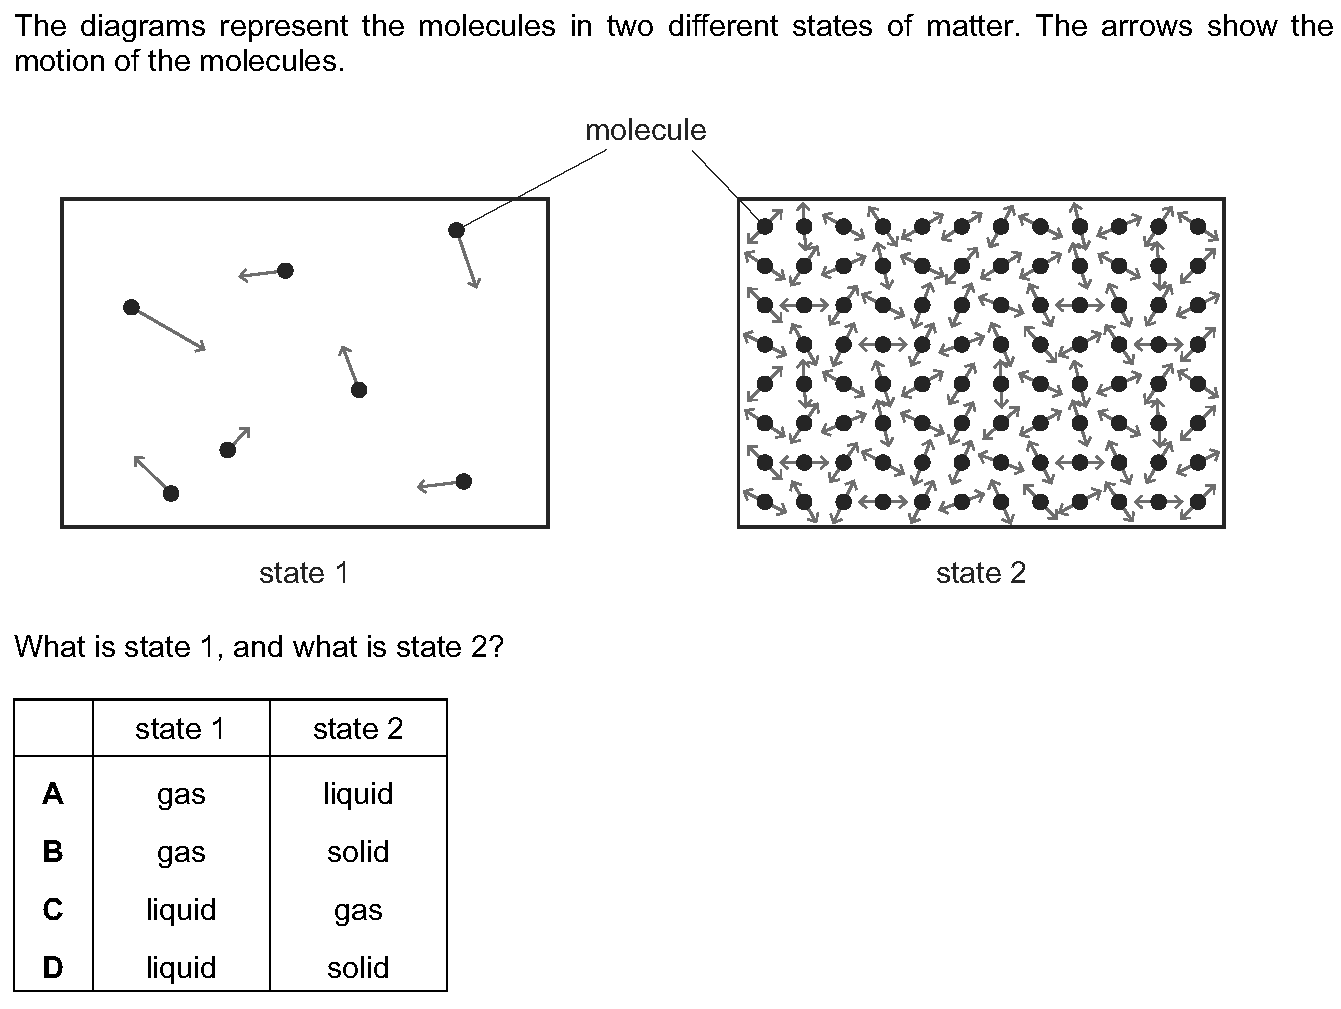 The diagrams represent the molecules in two different states of matter. The arrows show the
motion of the molecules.
molecule
state 1
state 2
What is state 1, and what is state 2?
state 1 state 2
A gas liquid
B gas solid
C liquid gas
D liquid solid